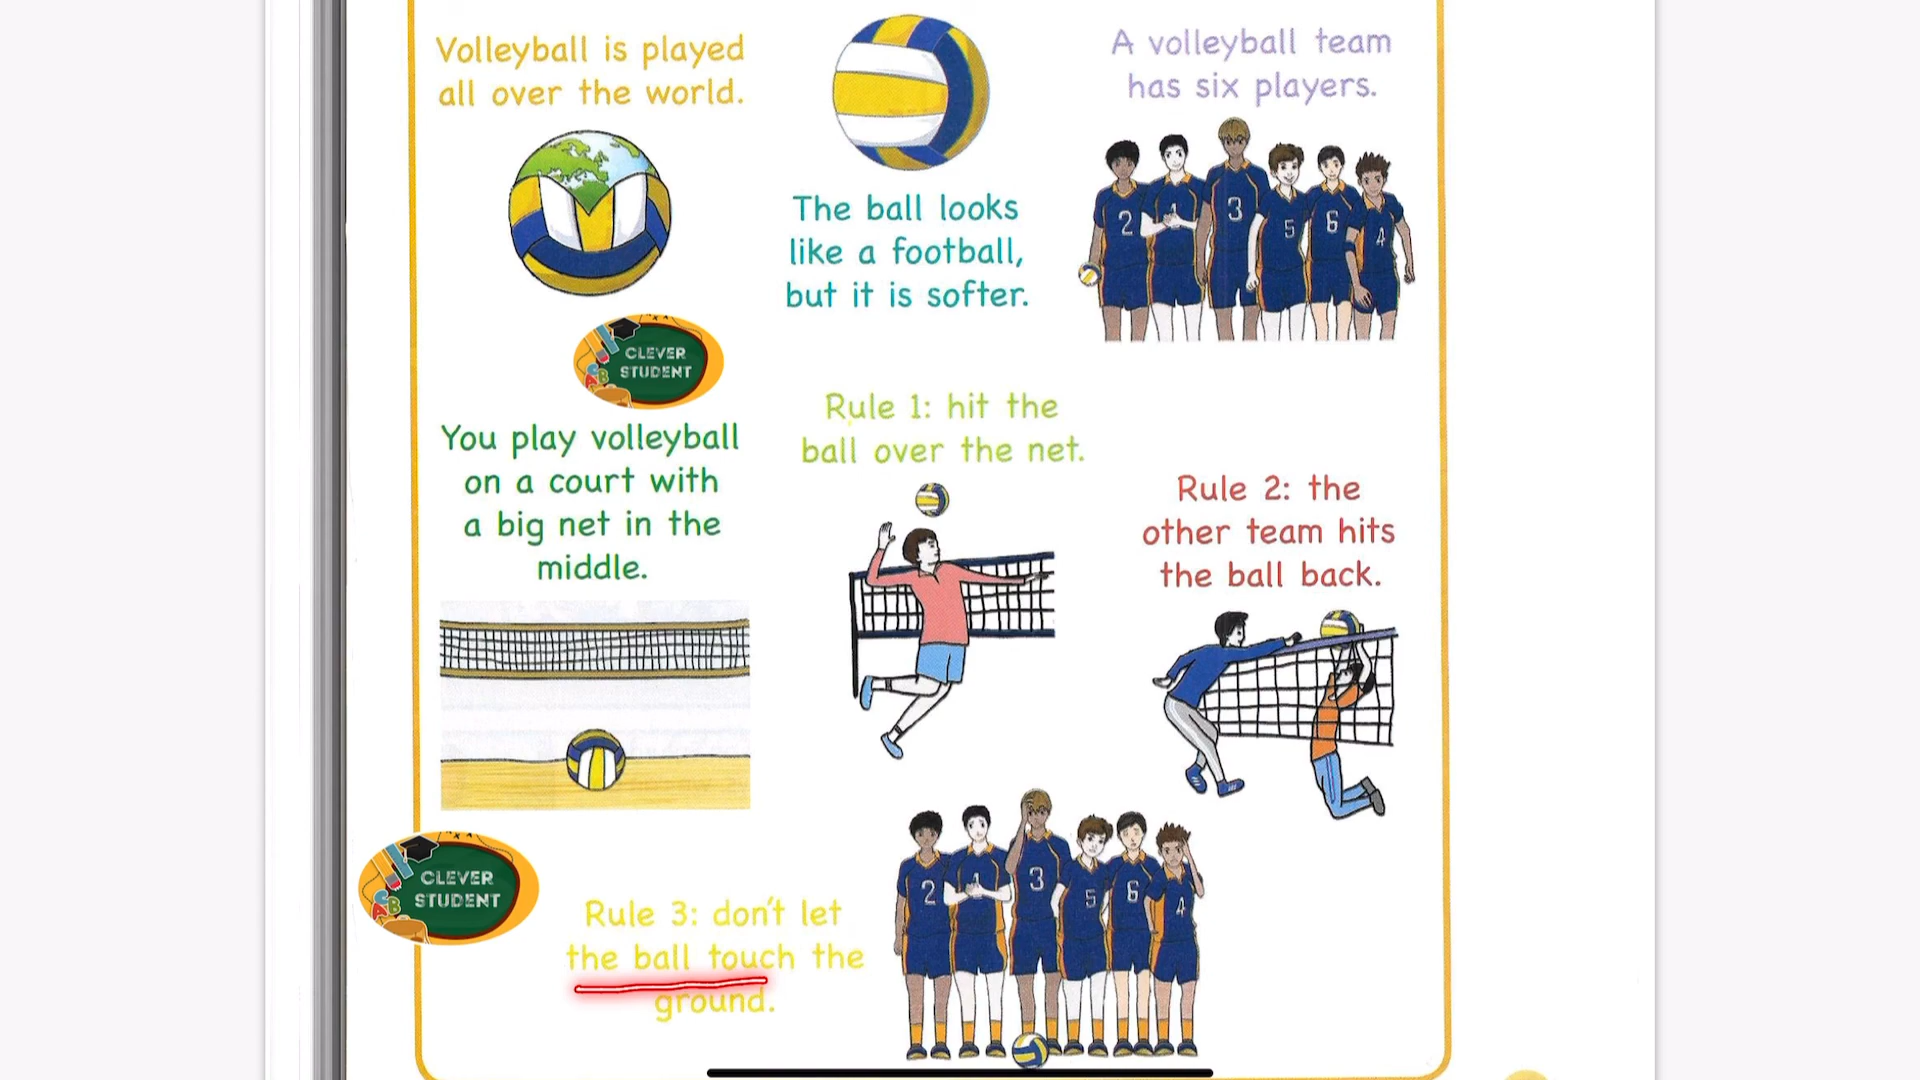 Volleyball is played
all over the world.
The ball looks
like a football,
but it is softer.
A volleyball team
has six players.
2
1
3
5
6
4
CLEVER
STUDENT
You play volleyball
on a court with
a big net in the
middle.
Rule 1: hit the
ball over the net.
Rule 2: the
other team hits
the ball back.
CLEVER
STUDENT
Rule 3: don't let
the ball touch the
ground.
2
1
3
5
6
4